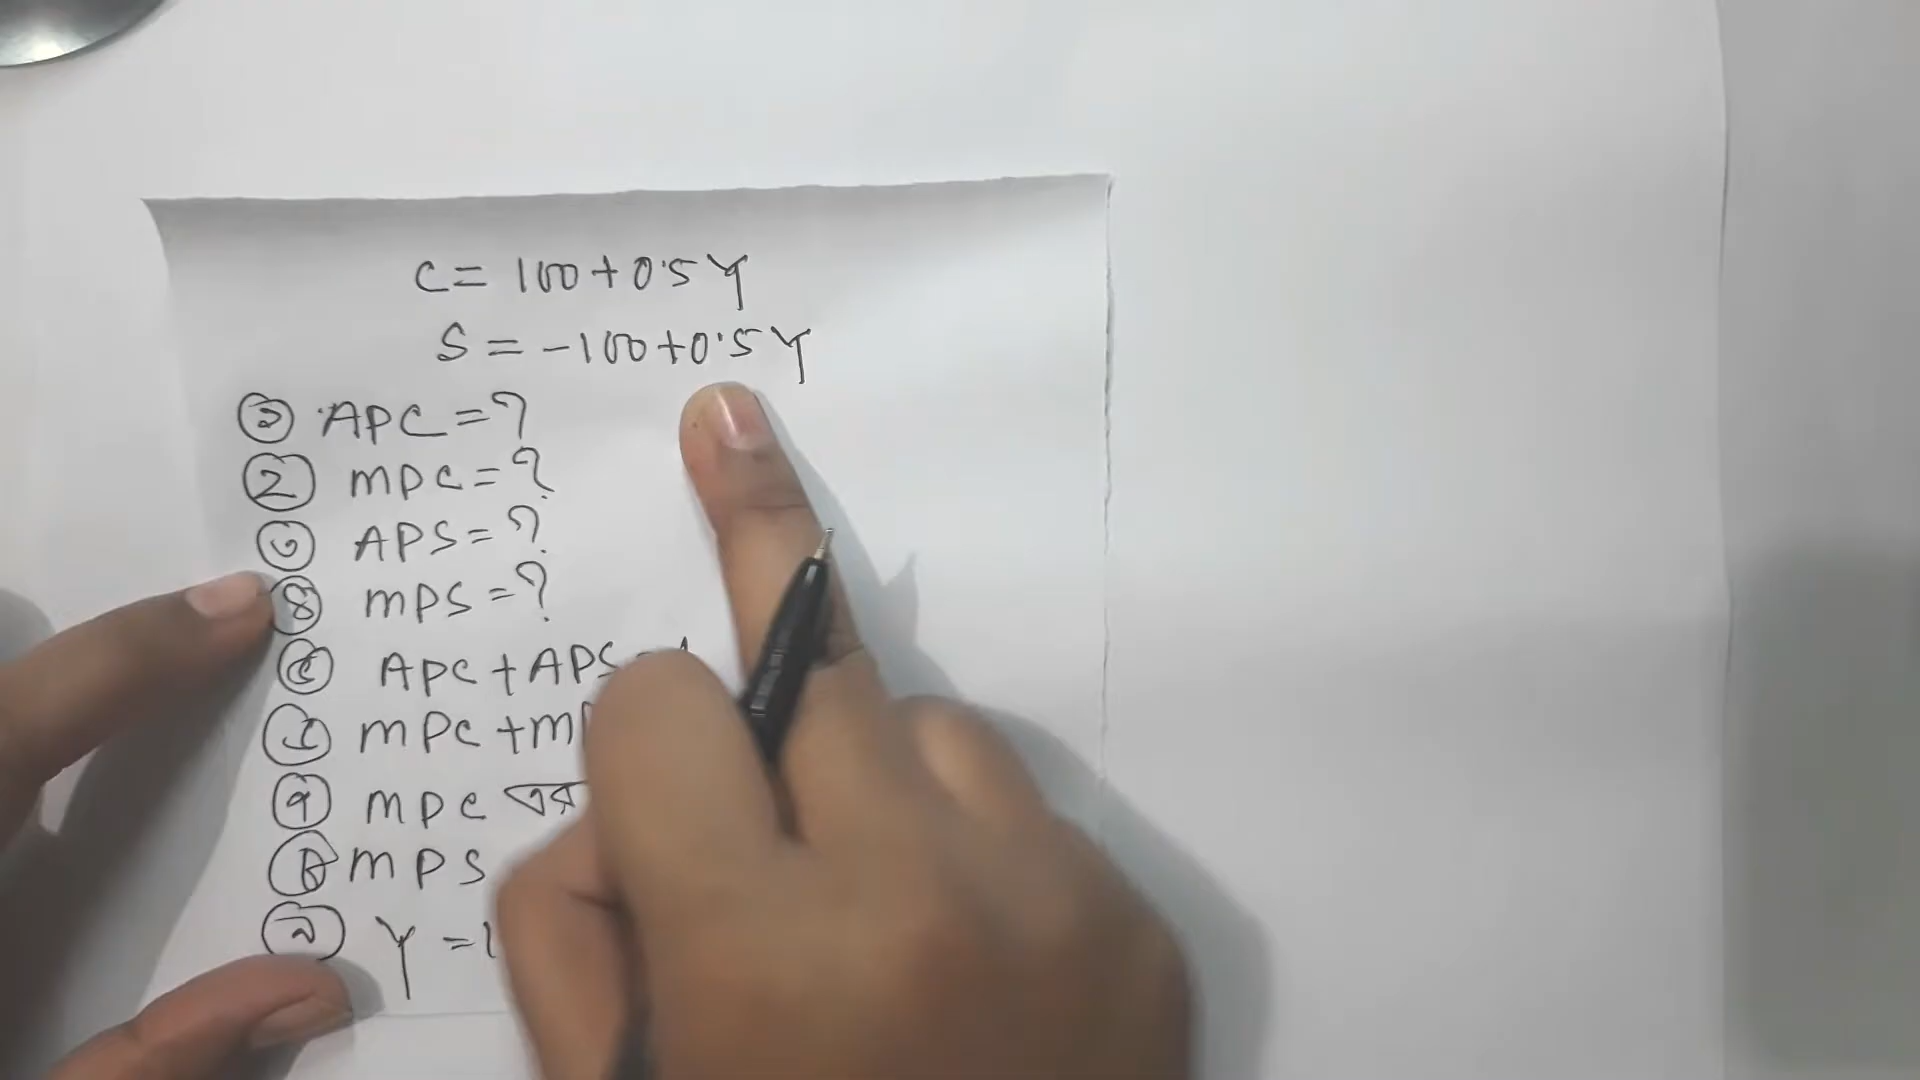 C = 100 + 0.5Y
S = -100 + 0.5Y
১ APC = ?
২ MPC = ?
৩ APS = ?
৪ MPS = ?
৫ APC + APS
৬ MPC +
৭ MPC এর
৮ MPS
৯ Y =